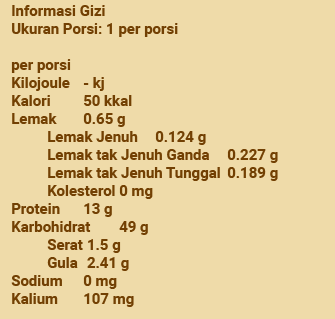 Informasi Gizi
Ukuran Porsi: 1 per porsi
per porsi
Kilojoule - kj
Kalori 50 kkal
Lemak 0.65 g
Lemak Jenuh 0.124 g
Lemak tak Jenuh Ganda 0.227 g
Lemak tak Jenuh Tunggal 0.189 g
Kolesterol 0 mg
Protein 13 g
Karbohidrat 49 g
Serat 1.5 g
Gula 2.41 g
Sodium 0 mg
Kalium 107 mg